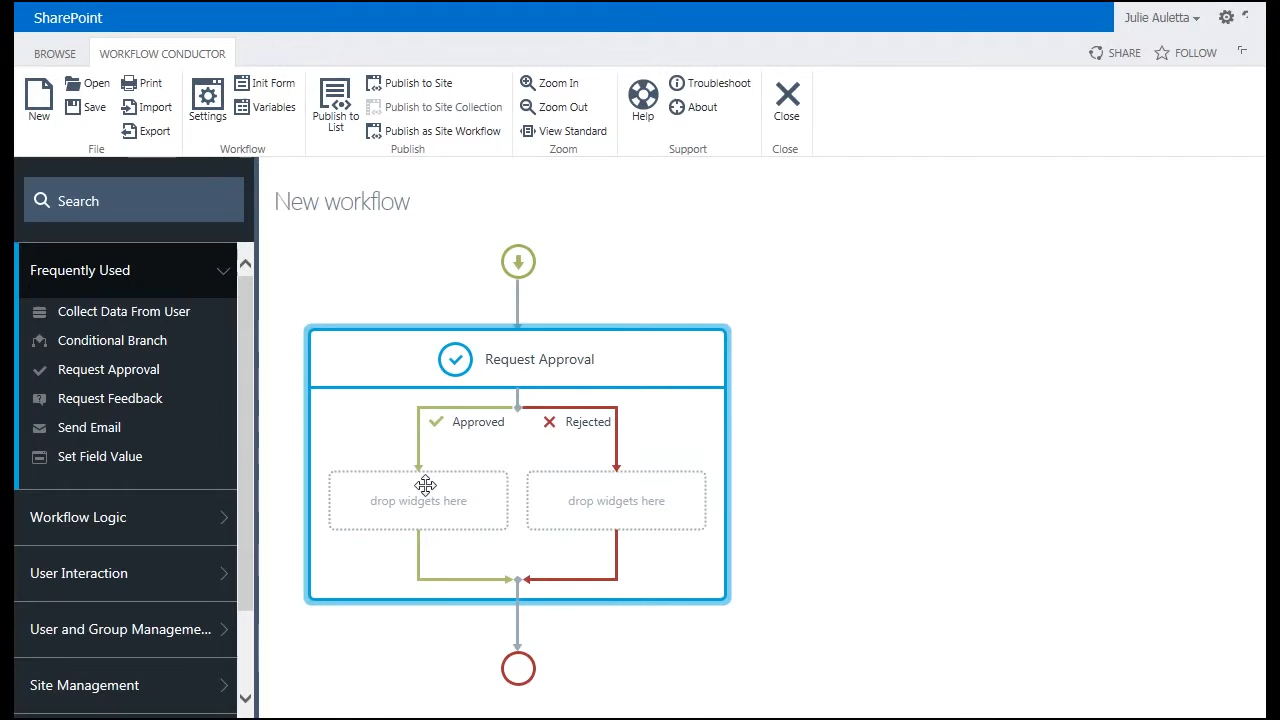 SharePoint
Julie Auletta
BROWSE
WORKFLOW CONDUCTOR
SHARE
FOLLOW
New
Open
Save
Print
Import
Export
File
Settings
Init Form
Variables
Workflow
Publish to
List
Publish to Site
Publish to Site Collection
Publish as Site Workflow
Publish
Zoom In
Zoom Out
View Standard
Zoom
Help
Troubleshoot
About
Support
Close
Close
Search
Frequently Used
Collect Data From User
Conditional Branch
Request Approval
Request Feedback
Send Email
Set Field Value
Workflow Logic
User Interaction
User and Group Manageme...
Site Management
New workflow
Request Approval
Approved
Rejected
drop widgets here
drop widgets here